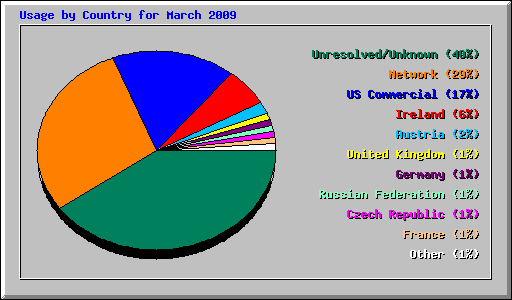 Usage by Country for March 2009
Unresolved/Unknown (40%)
Network (29%)
US Commercial (17%)
Ireland (6%)
Austria (2%)
United Kingdom (1%)
Germany (1%)
Russian Federation (1%)
Czech Republic (1%)
France (1%)
Other (1%)